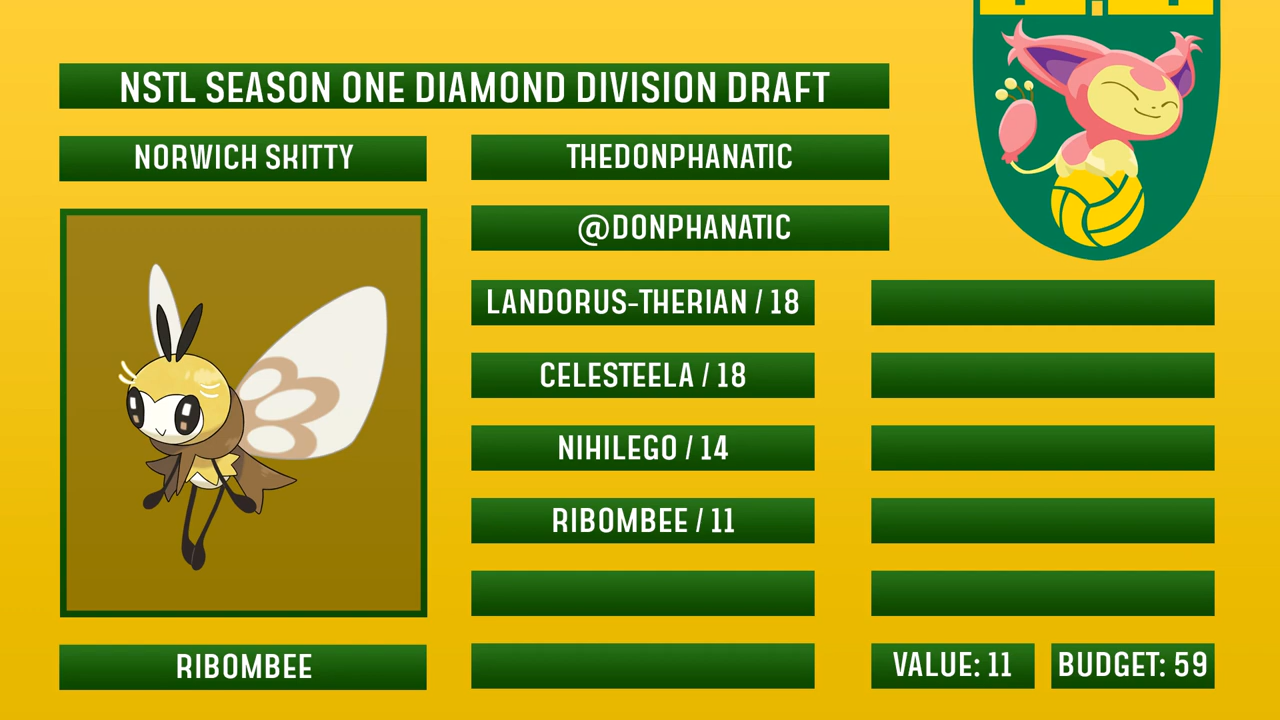 NSTL SEASON ONE DIAMOND DIVISION DRAFT
NORWICH SKITTY
THEDONPHANATIC
@DONPHANATIC
LANDORUS-THERIAN / 18
CELESTEELA / 18
NIHILEGO / 14
RIBOMBEE / 11
RIBOMBEE
VALUE: 11
BUDGET: 59